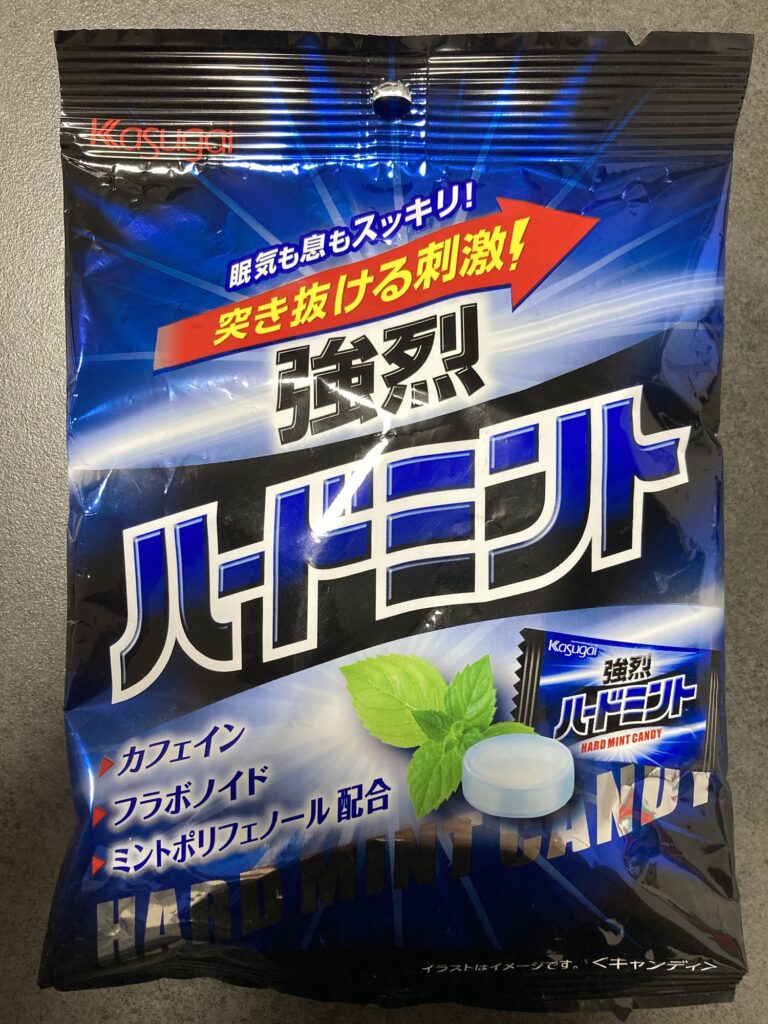 Kasugai
眠気も息もスッキリ！
突き抜ける刺激！
強烈
ハードミント
Kasugai
強烈
ハードミント
HARD MINT CANDY
カフェイン
フラボノイド
ミントポリフェノール 配合
HARD MINT CANDY
イラストはイメージです。 <キャンディ>